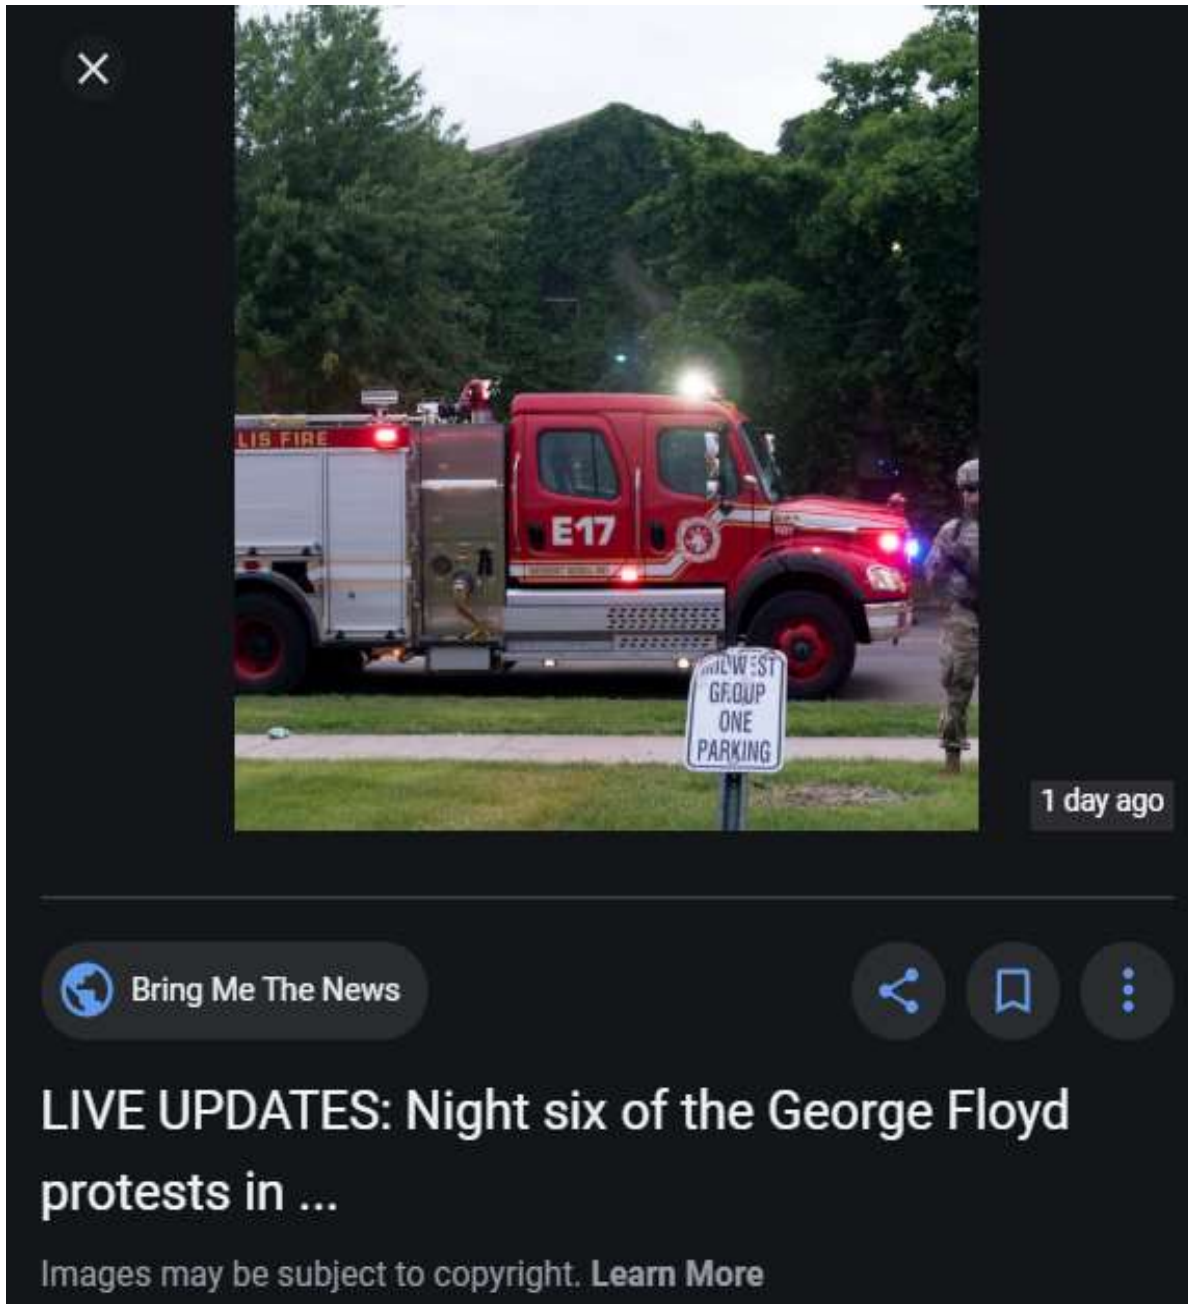 LIS FIRE
E17
MIDWEST
GROUP
ONE
PARKING
1 day ago
Bring Me The News
LIVE UPDATES: Night six of the George Floyd
protests in ...
Images may be subject to copyright. Learn More